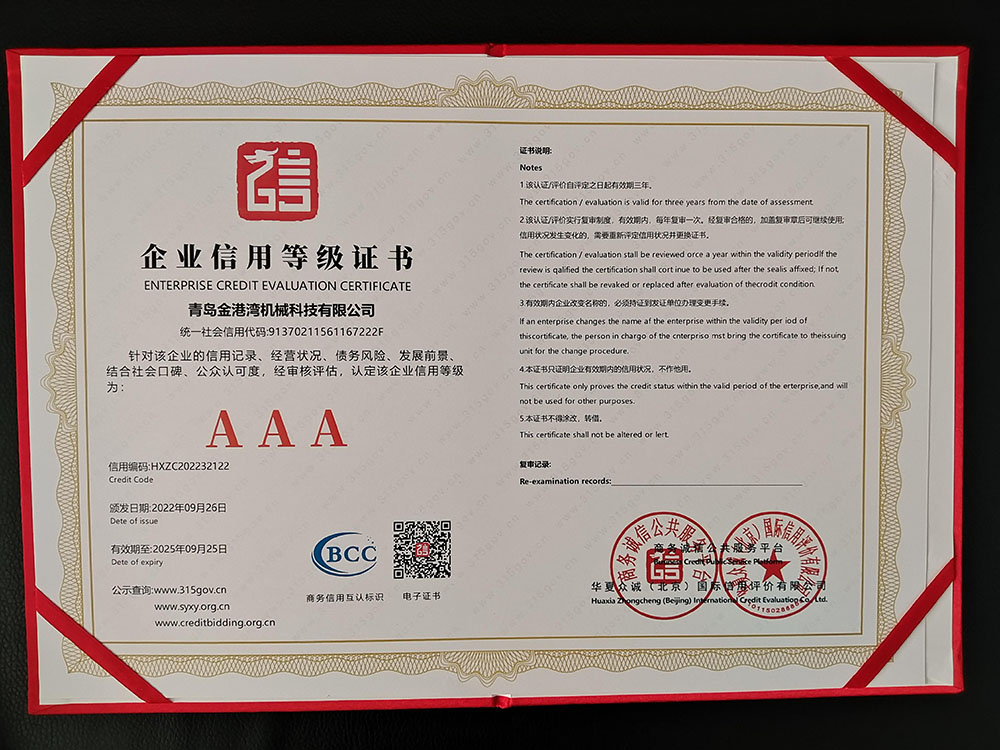 企业信用等级证书
ENTERPRISE CREDIT EVALUATION CERTIFICATE
青岛金港湾机械科技有限公司
统一社会信用代码:91370211561167222F
针对该企业的信用记录、经营状况、债务风险、发展前景、
结合社会口碑、公众认可度，经审核评估，认定该企业信用等级
为：
AAA
信用编码:HXZC202232122
Credit Code
颁发日期:2022年09月26日
Date of issue
有效期至:2025年09月25日
Date of expiry
公示查询:www.315gov.cn
www.syxy.org.cn
www.creditbidding.org.cn
BCC
商务信用互认标识
电子证书
证书说明:
Notes
1.该认证/评价自评定之日起有效期三年。
The certification / evaluation is valid for three years from the date of assessment.
2.该认证/评价实行复审制度，有效期内，每年复审一次。经复审合格的，加盖复审章后可继续使用;
信用状况发生变化的，需要重新评定信用状况并更换证书。
The certification / evaluation stall be reviewed orce a year within the validity periodIf the
review is qalified the certification shall cort inue to be used after the sealis affixed; If not,
the certificate shall be revaked or replaced after evaluation of thecrodit condition.
3.有效期内企业改变名称的，必须持证到发证单位办理变更手续。
If an enterprise changes the name af the enterprise within the validity per iod of
thiscortificate, the person in chargo of the cnterpriso mst bring the cortificate to theissuing
unit for the change procedure.
4.本证书只证明企业有效期内的信用状况，不作他用。
This certificate only proves the credit status within the valid period of the erterprise,and will
not be used for other purposes.
5.本证书不得涂改，转借。
This certificate shall not be altered or lert.
复审记录:
Re-examination records:
商务诚信公共服务平台
Business Credit Public Service Platform
华夏众诚（北京）国际信用评价有限公司
Huaxia Zhongcheng (Beijing) International Credit Evaluation Co., Ltd.